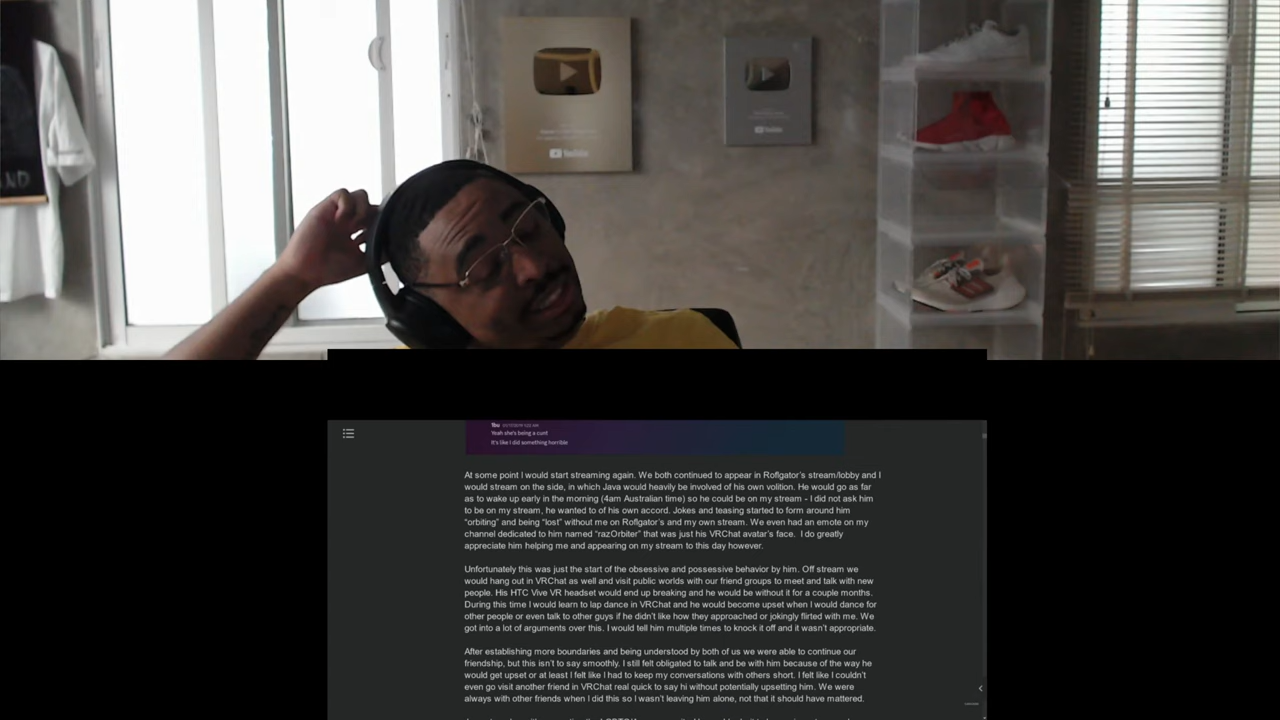 ND
YouTube
YouTube
You
Yeah she's being a cunt
It's like I did something horrible
At some point I would start streaming again. We both continued to appear in Roflgator's stream/lobby and I
would stream on the side, in which Java would heavily be involved of his own volition. He would go as far
as to wake up early in the morning (4am Australian time) so he could be on my stream - I did not ask him
to be on my stream, he wanted to of his own accord. Jokes and teasing started to form around him
“orbiting” and being “lost” without me on Roflgator's and my own stream. We even had an emote on my
channel dedicated to him named “razOrbiter” that was just his VRChat avatar's face.  I do greatly
appreciate him helping me and appearing on my stream to this day however.
Unfortunately this was just the start of the obsessive and possessive behavior by him. Off stream we
would hang out in VRChat as well and visit public worlds with our friend groups to meet and talk with new
people. His HTC Vive VR headset would end up breaking and he would be without it for a couple months.
During this time I would learn to lap dance in VRChat and he would become upset when I would dance for
other people or even talk to other guys if he didn't like how they approached or jokingly flirted with me. We
got into a lot of arguments over this. I would tell him multiple times to knock it off and it wasn't appropriate.
After establishing more boundaries and being understood by both of us we were able to continue our
friendship, but this isn't to say smoothly. I still felt obligated to talk and be with him because of the way he
would get upset or at least I felt like I had to keep my conversations with others short. I felt like I couldn't
even go visit another friend in VRChat real quick to say hi without potentially upsetting him. We were
always with other friends when I did this so I wasn't leaving him alone, not that it should have mattered.